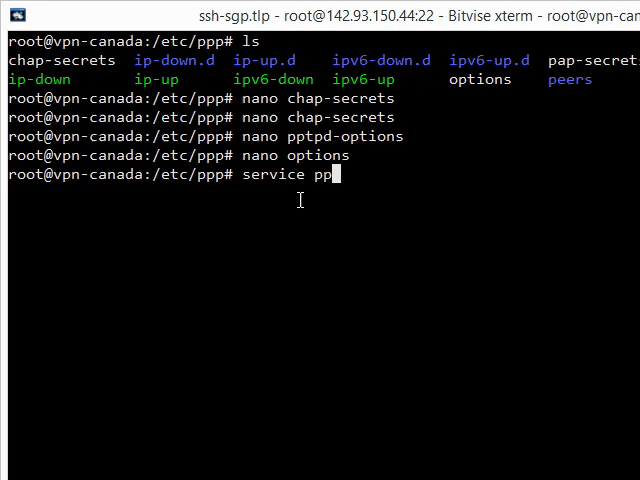 ssh-sgp.tlp - root@142.93.150.44:22 - Bitvise xterm - root@vpn-cana
root@vpn-canada:/etc/ppp# ls
chap-secrets ip-down.d ip-up.d ipv6-down.d ipv6-up.d pap-secret
ip-down ip-up ipv6-down ipv6-up options peers
root@vpn-canada:/etc/ppp# nano chap-secrets
root@vpn-canada:/etc/ppp# nano chap-secrets
root@vpn-canada:/etc/ppp# nano pptpd-options
root@vpn-canada:/etc/ppp# nano options
root@vpn-canada:/etc/ppp# service pp